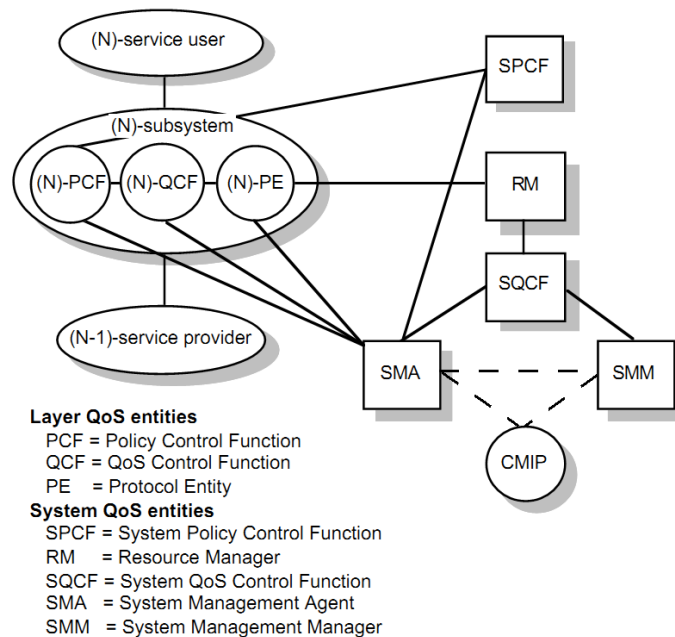 (N)-service user
SPCF
(N)-subsystem
(N)-PCF
(N)-QCF
(N)-PE
RM
SQCF
(N-1)-service provider
SMA
SMM
CMIP
Layer QoS entities
PCF = Policy Control Function
QCF = QoS Control Function
PE = Protocol Entity
System QoS entities
SPCF = System Policy Control Function
RM = Resource Manager
SQCF = System QoS Control Function
SMA = System Management Agent
SMM = System Management Manager